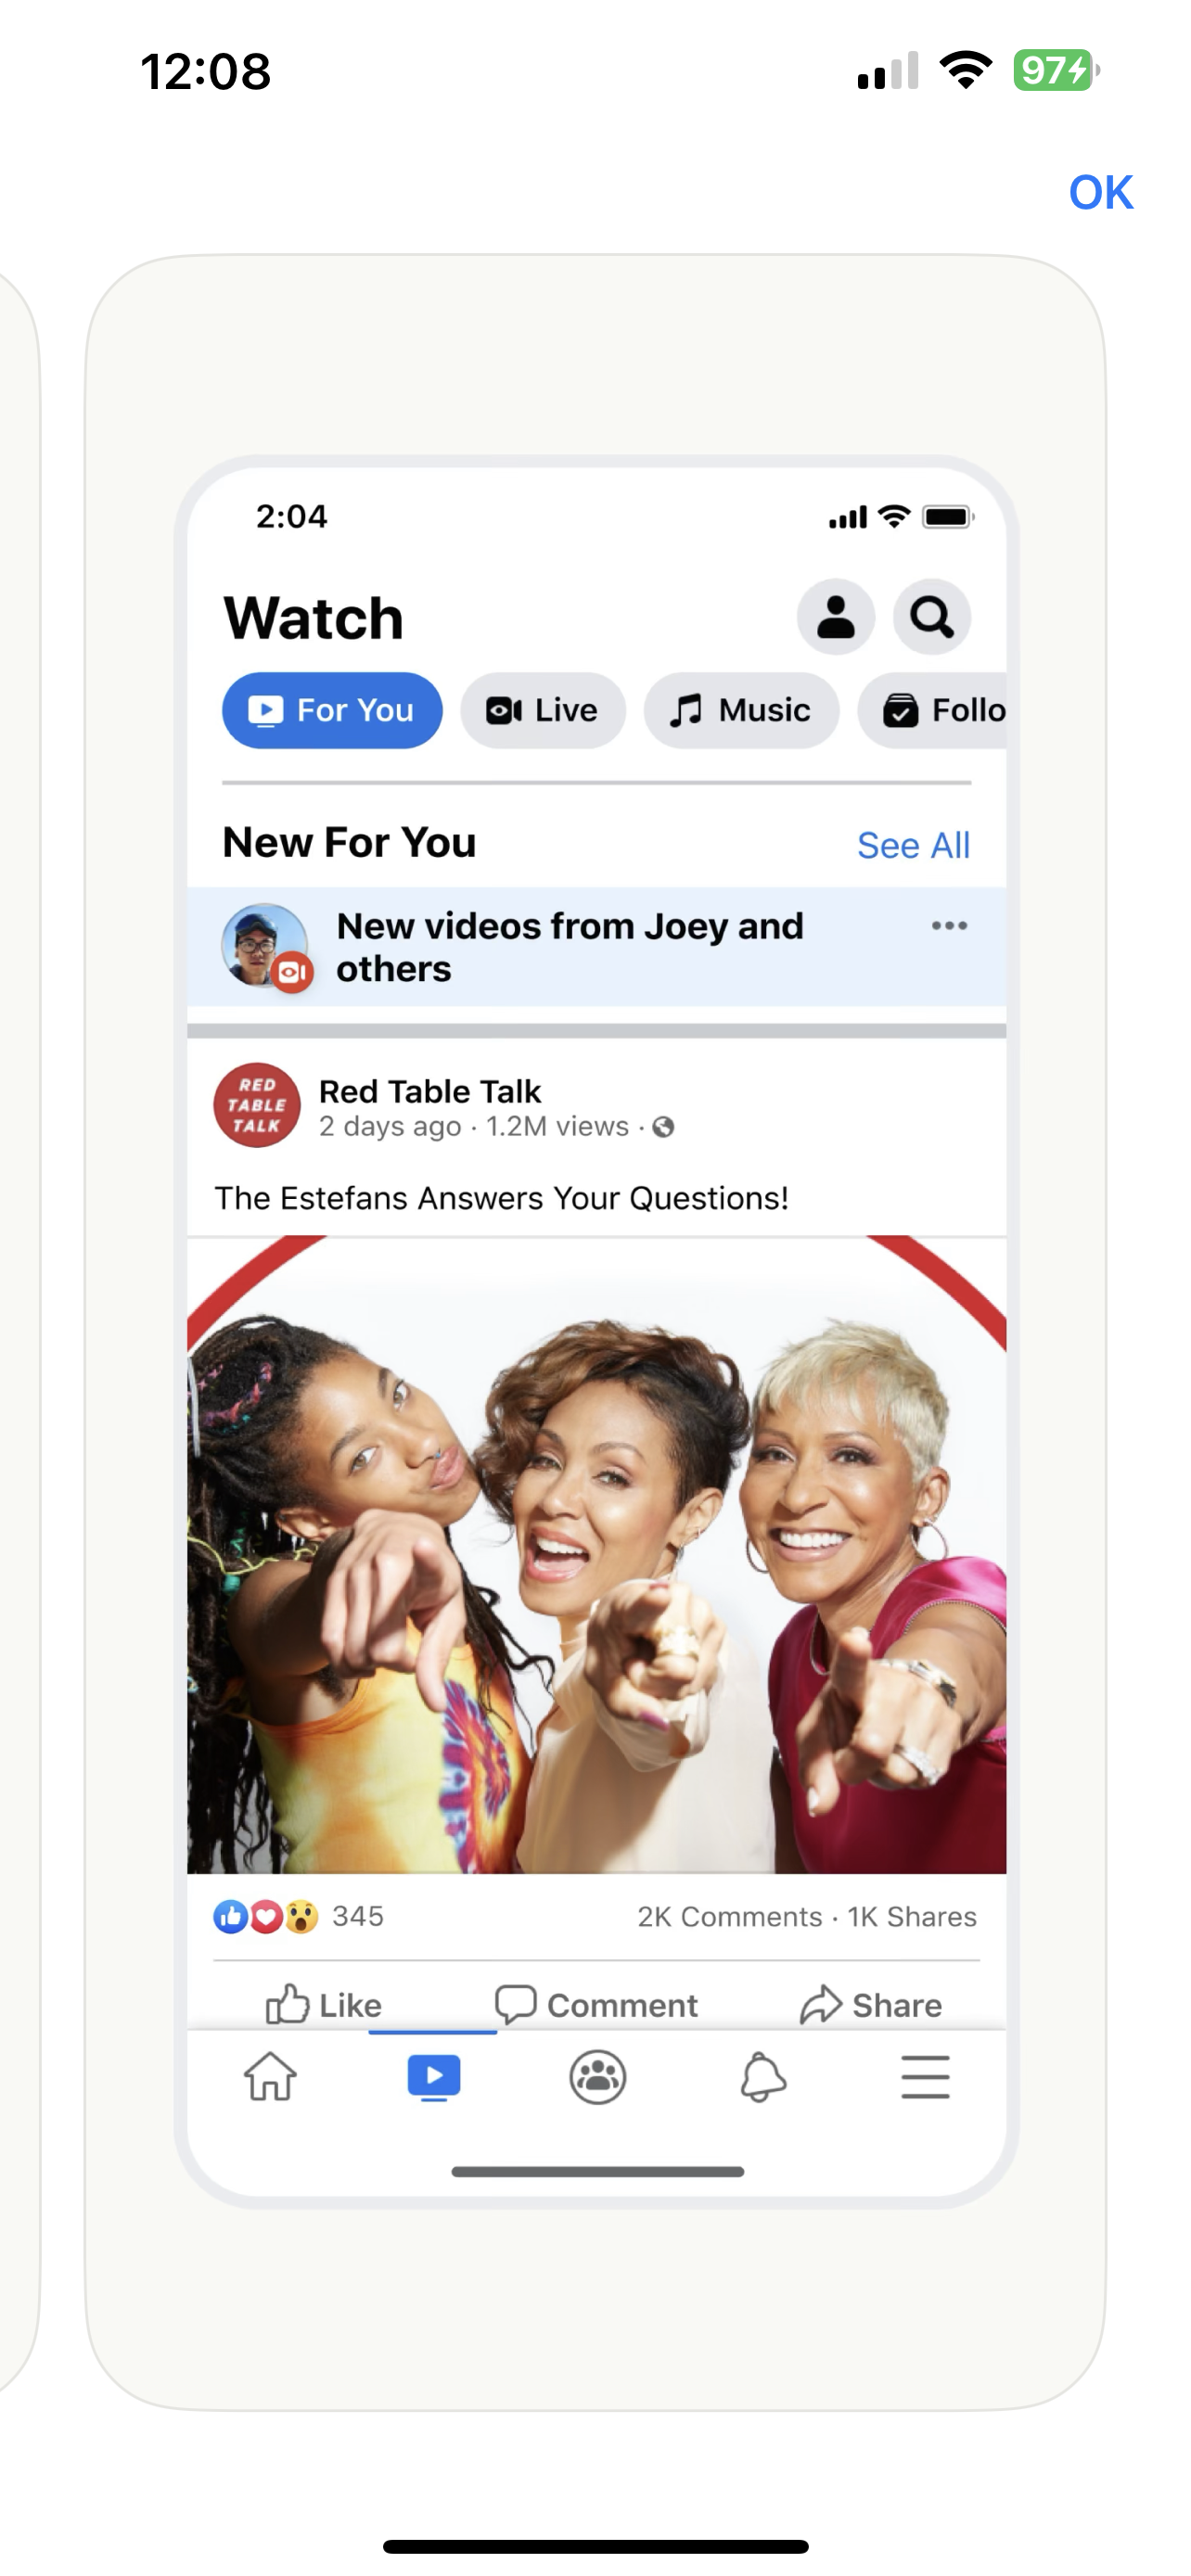 12:08
97
OK
2:04
Watch
For You
Live
Music
Follo
New For You
See All
New videos from Joey and
others
RED
TABLE
TALK
Red Table Talk
2 days ago · 1.2M views ·
The Estefans Answers Your Questions!
345
2K Comments · 1K Shares
Like
Comment
Share